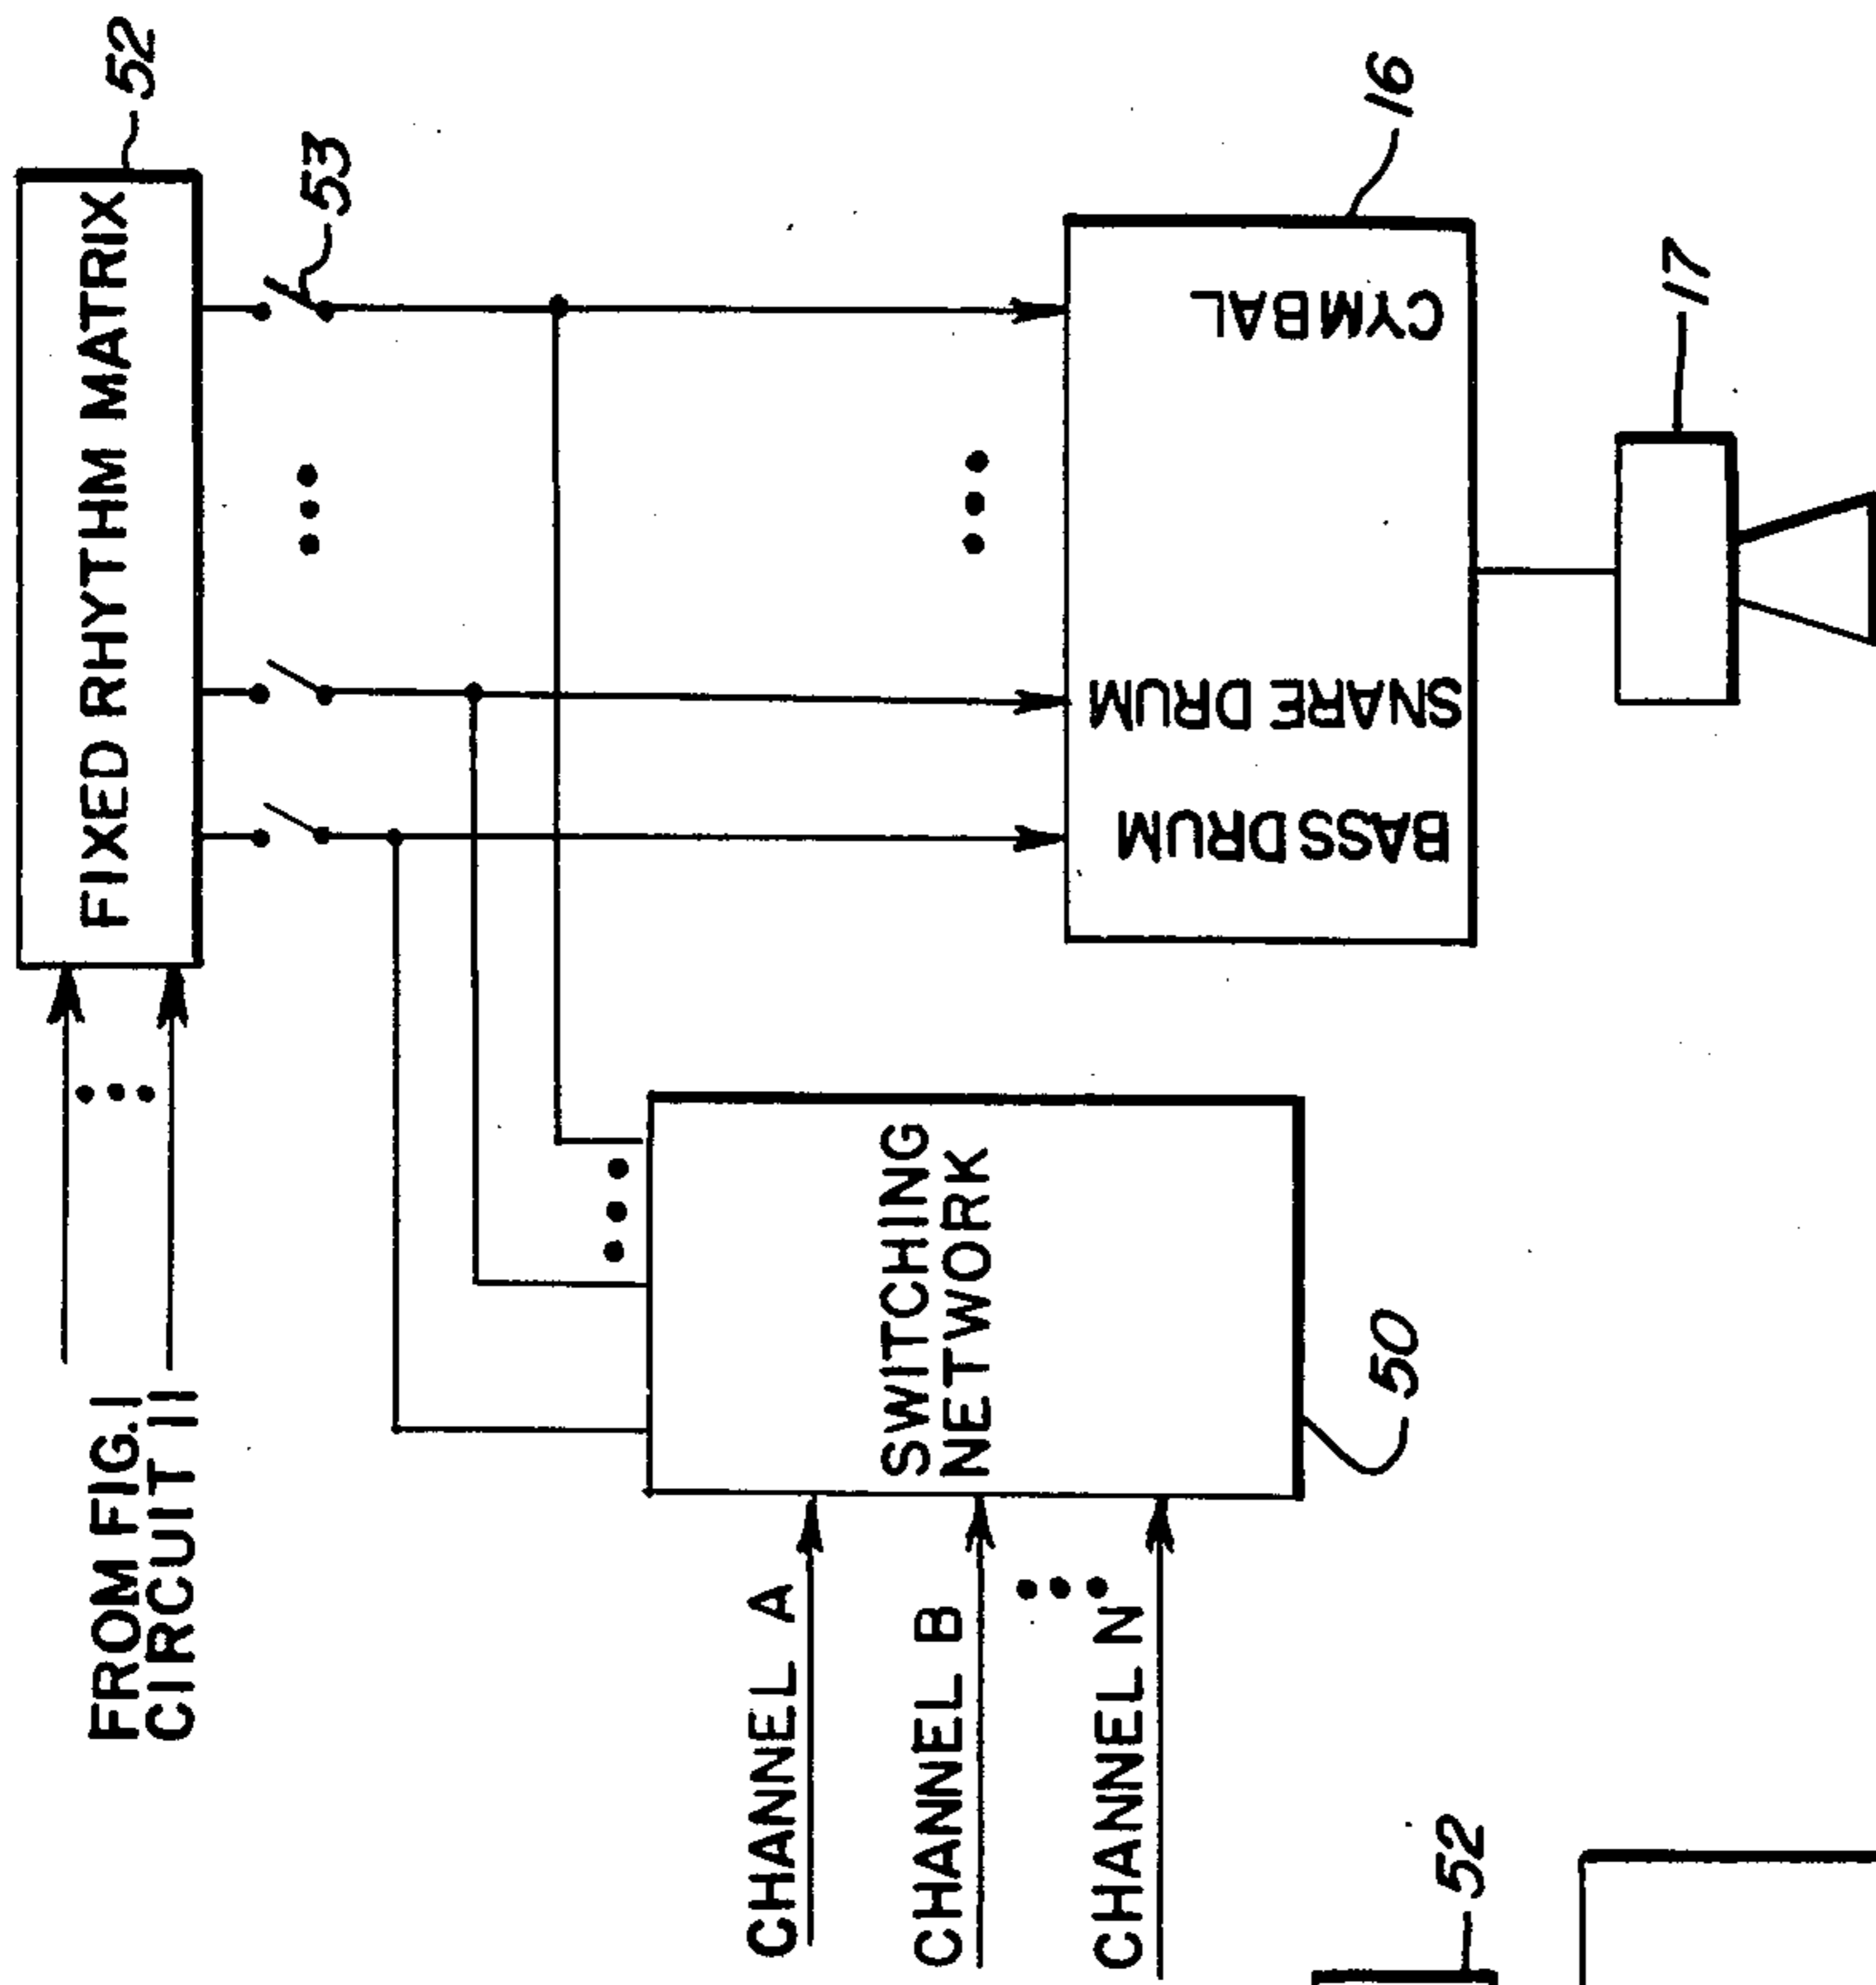 FIXED RHYTHM MATRIX
52
FROM FIG. 1
CIRCUIT 11
53
CHANNEL A
CHANNEL B
CHANNEL N
SWITCHING
NETWORK
50
BASS DRUM
SNARE DRUM
CYMBAL
16
17
52